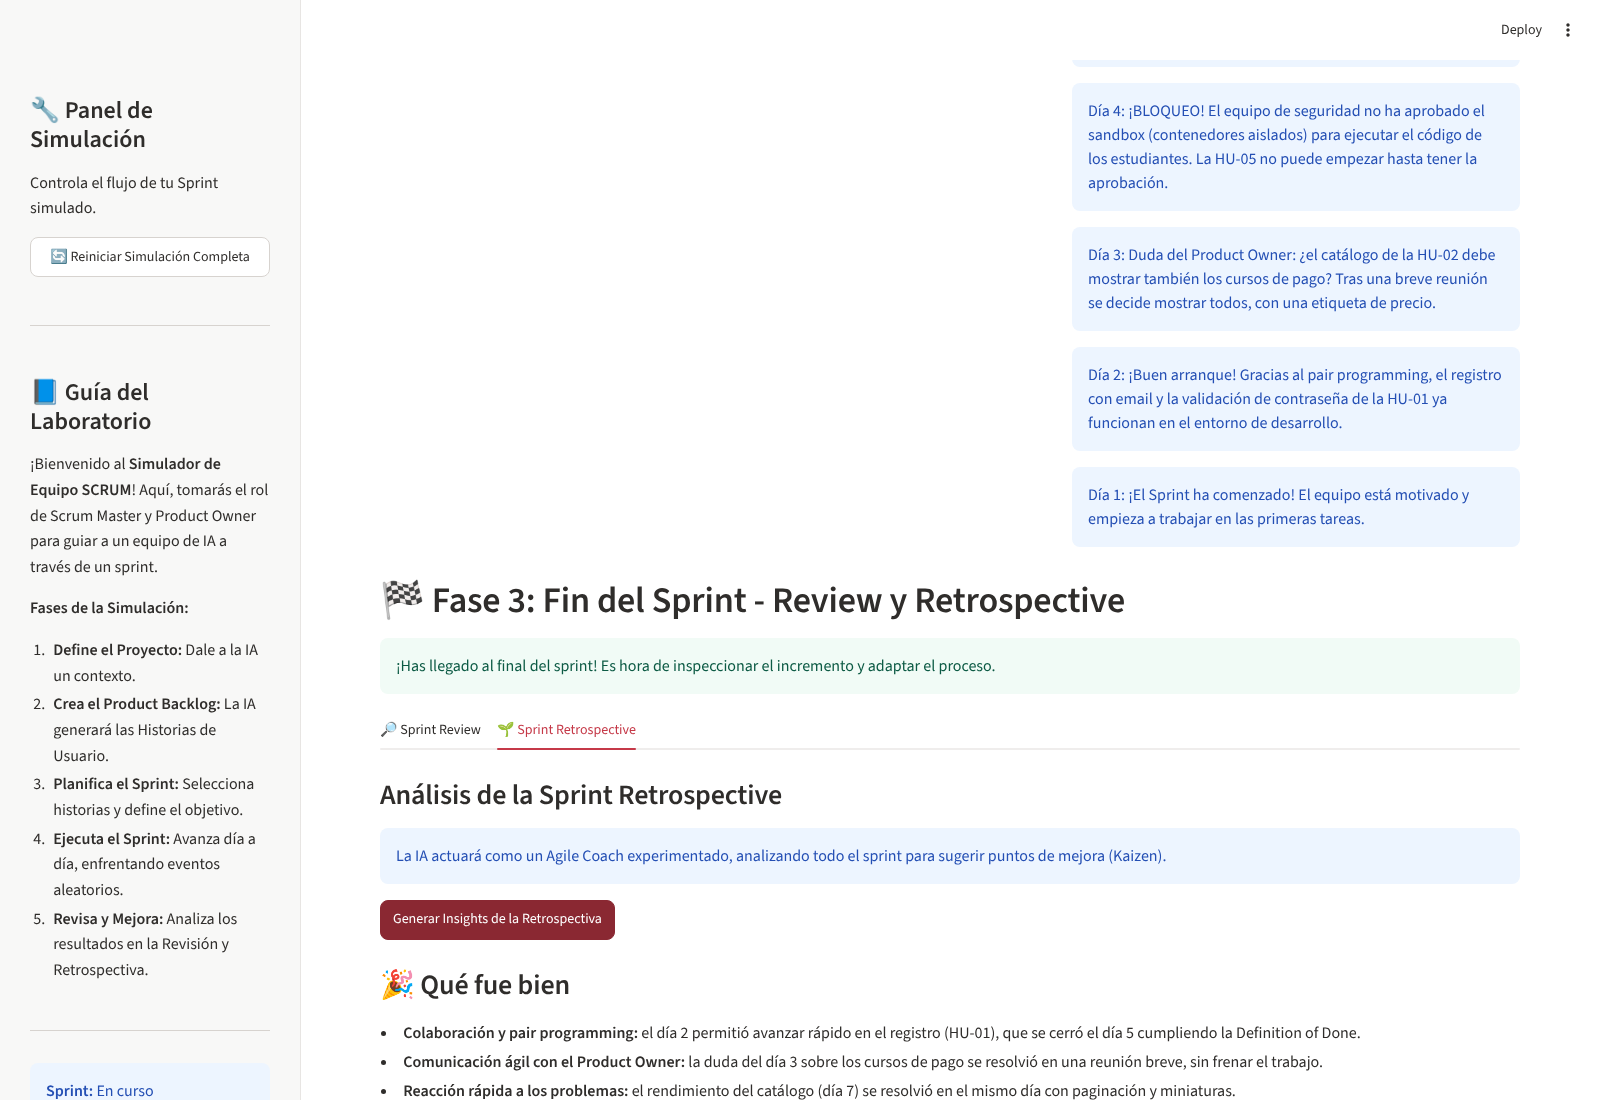 Deploy
🔧 Panel de
Simulación
Controla el flujo de tu Sprint
simulado.
🔄 Reiniciar Simulación Completa
📘 Guía del
Laboratorio
¡Bienvenido al Simulador de
Equipo SCRUM! Aquí, tomarás el rol
de Scrum Master y Product Owner
para guiar a un equipo de IA a
través de un sprint.
Fases de la Simulación:
1. Define el Proyecto: Dale a la IA
un contexto.
2. Crea el Product Backlog: La IA
generará las Historias de
Usuario.
3. Planifica el Sprint: Selecciona
historias y define el objetivo.
4. Ejecuta el Sprint: Avanza día a
día, enfrentando eventos
aleatorios.
5. Revisa y Mejora: Analiza los
resultados en la Revisión y
Retrospectiva.
Sprint: En curso
Día 4: ¡BLOQUEO! El equipo de seguridad no ha aprobado el
sandbox (contenedores aislados) para ejecutar el código de
los estudiantes. La HU-05 no puede empezar hasta tener la
aprobación.
Día 3: Duda del Product Owner: ¿el catálogo de la HU-02 debe
mostrar también los cursos de pago? Tras una breve reunión
se decide mostrar todos, con una etiqueta de precio.
Día 2: ¡Buen arranque! Gracias al pair programming, el registro
con email y la validación de contraseña de la HU-01 ya
funcionan en el entorno de desarrollo.
Día 1: ¡El Sprint ha comenzado! El equipo está motivado y
empieza a trabajar en las primeras tareas.
🏁 Fase 3: Fin del Sprint - Review y Retrospective
¡Has llegado al final del sprint! Es hora de inspeccionar el incremento y adaptar el proceso.
🔎 Sprint Review
🌱 Sprint Retrospective
Análisis de la Sprint Retrospective
La IA actuará como un Agile Coach experimentado, analizando todo el sprint para sugerir puntos de mejora (Kaizen).
Generar Insights de la Retrospectiva
🎉 Qué fue bien
• Colaboración y pair programming: el día 2 permitió avanzar rápido en el registro (HU-01), que se cerró el día 5 cumpliendo la Definition of Done.
• Comunicación ágil con el Product Owner: la duda del día 3 sobre los cursos de pago se resolvió en una reunión breve, sin frenar el trabajo.
• Reacción rápida a los problemas: el rendimiento del catálogo (día 7) se resolvió en el mismo día con paginación y miniaturas.